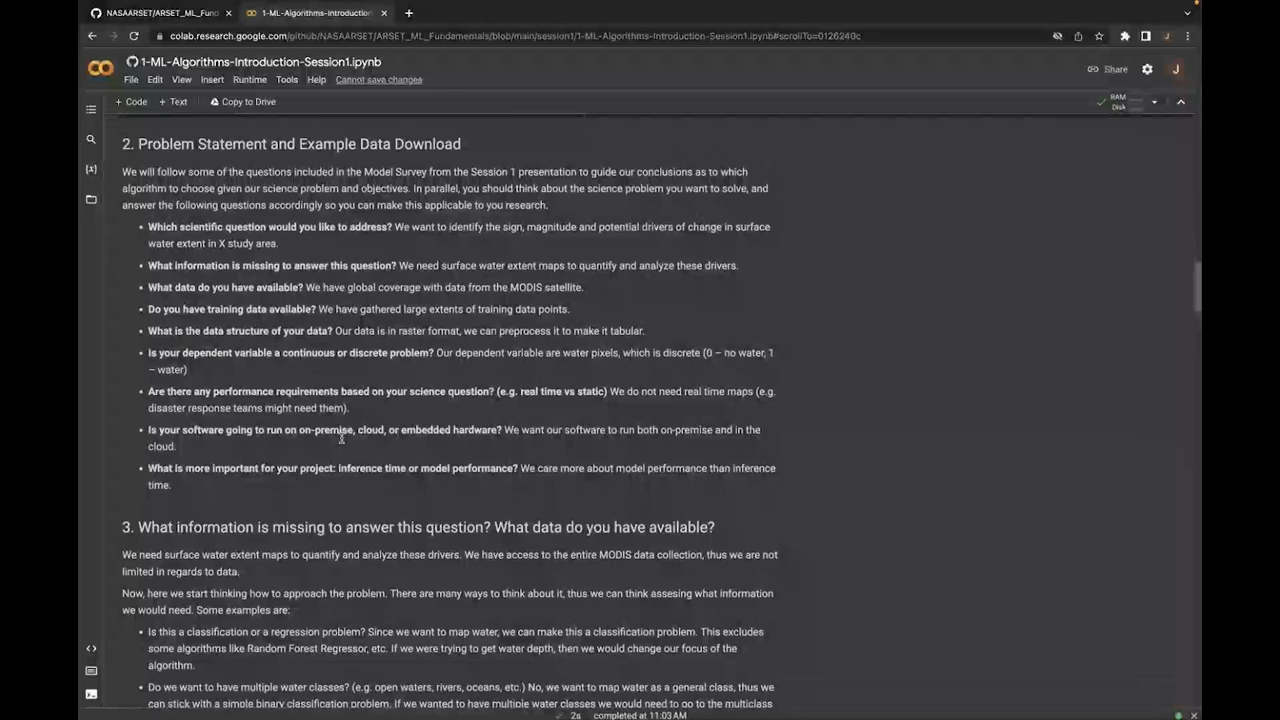 NASAARSET/ARSET_ML_Fund
1-ML-Algorithms-Introduction-
colab.research.google.com/github/NASAARSET/ARSET_ML_Fundamentals/blob/main/session1/1-ML-Algorithms-Introduction-Session1.ipynb#scrollTo=0126240c
1-ML-Algorithms-Introduction-Session1.ipynb
File Edit View Insert Runtime Tools Help Cannot save changes
Share
J
+ Code + Text Copy to Drive
RAM
Disk
2. Problem Statement and Example Data Download
We will follow some of the questions included in the Model Survey from the Session 1 presentation to guide our conclusions as to which
algorithm to choose given our science problem and objectives. In parallel, you should think about the science problem you want to solve, and
answer the following questions accordingly so you can make this applicable to you research.
• Which scientific question would you like to address? We want to identify the sign, magnitude and potential drivers of change in surface
water extent in X study area.
• What information is missing to answer this question? We need surface water extent maps to quantify and analyze these drivers.
• What data do you have available? We have global coverage with data from the MODIS satellite.
• Do you have training data available? We have gathered large extents of training data points.
• What is the data structure of your data? Our data is in raster format, we can preprocess it to make it tabular.
• Is your dependent variable a continuous or discrete problem? Our dependent variable are water pixels, which is discrete (0 – no water, 1
– water)
• Are there any performance requirements based on your science question? (e.g. real time vs static) We do not need real time maps (e.g.
disaster response teams might need them).
• Is your software going to run on on-premise, cloud, or embedded hardware? We want our software to run both on-premise and in the
cloud.
• What is more important for your project: inference time or model performance? We care more about model performance than inference
time.
3. What information is missing to answer this question? What data do you have available?
We need surface water extent maps to quantify and analyze these drivers. We have access to the entire MODIS data collection, thus we are not
limited in regards to data.
Now, here we start thinking how to approach the problem. There are many ways to think about it, thus we can think assesing what information
we would need. Some examples are:
• Is this a classification or a regression problem? Since we want to map water, we can make this a classification problem. This excludes
some algorithms like Random Forest Regressor, etc. If we were trying to get water depth, then we would change our focus of the
algorithm.
• Do we want to have multiple water classes? (e.g. open waters, rivers, oceans, etc.) No, we want to map water as a general class, thus we
can stick with a simple binary classification problem. If we wanted to have multiple water classes we would need to go to the multiclass
2s completed at 11:03 AM